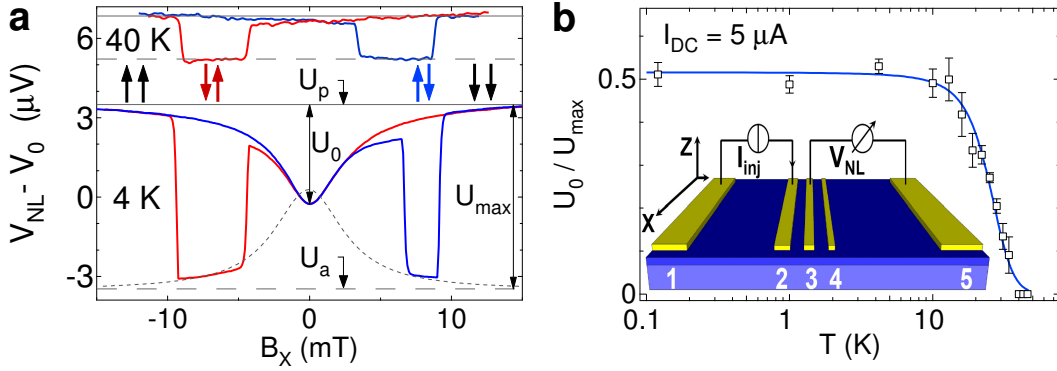 a
V_NL - V_0 (μV)
6
3
0
-3
40 K
U_p
U_0
4 K
U_max
U_a
-10
0
10
B_X (mT)
b
I_DC = 5 μA
U_0 / U_max
0.5
0
Z
X
I_inj
V_NL
1
2
3
4
5
0.1
1
10
T (K)